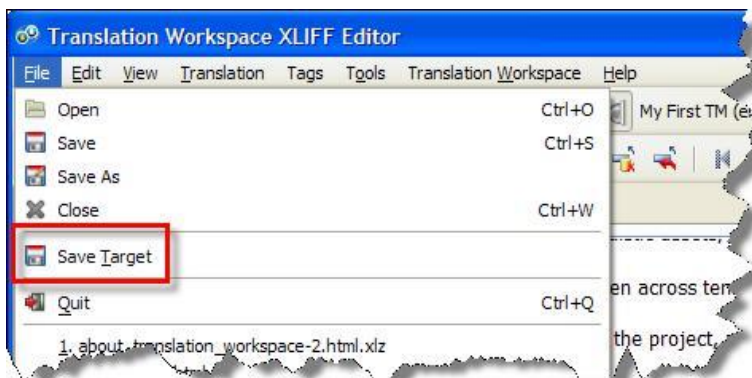 Translation Workspace XLIFF Editor
File Edit View Translation Tags Tools Translation Workspace Help
Open Ctrl+O
My First TM
Save Ctrl+S
Save As
Close Ctrl+W
Save Target
en across
Quit Ctrl+Q
the project,
1. about_translation_workspace-2.html.xlz